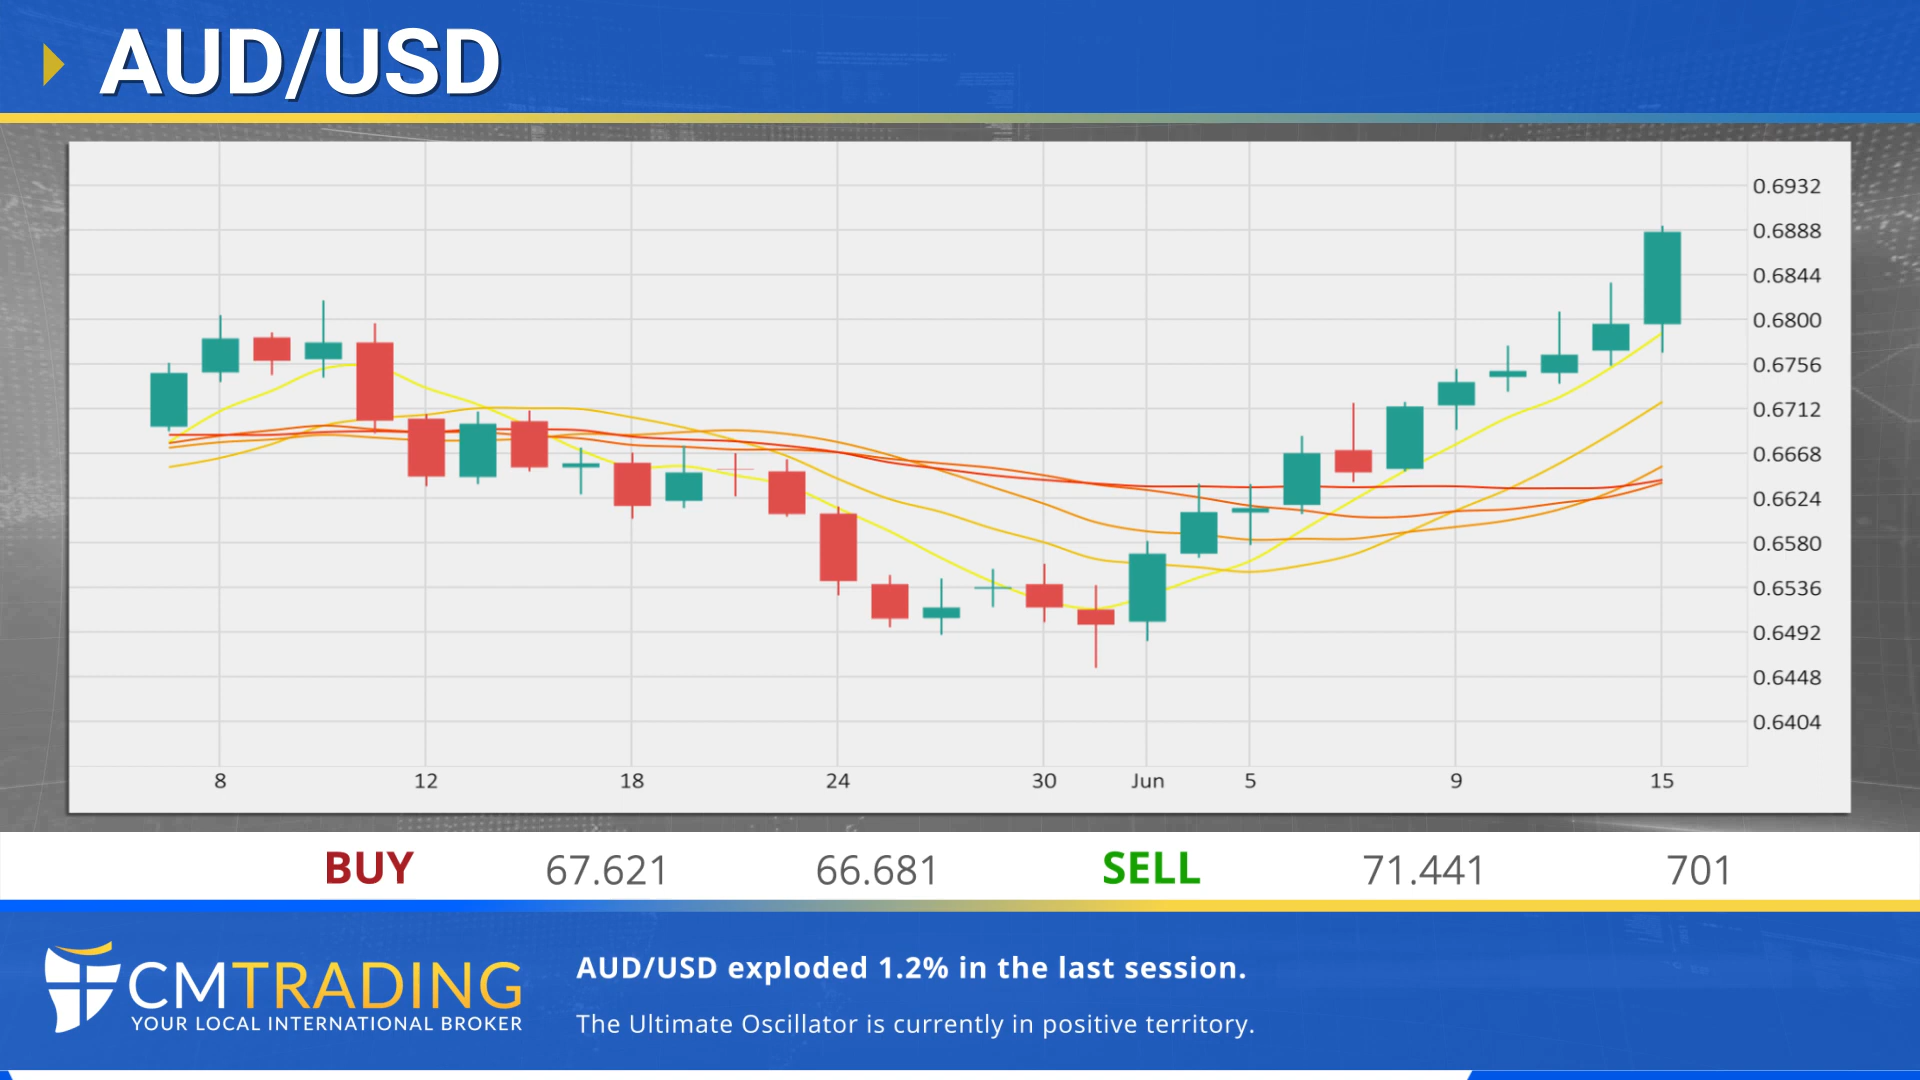 AUD/USD
0.6932
0.6888
0.6844
0.6800
0.6756
0.6712
0.6668
0.6624
0.6580
0.6536
0.6492
0.6448
0.6404
8 12 18 24 30 Jun 5 9 15
BUY 67.621 66.681 SELL 71.441 701
CMTRADING
YOUR LOCAL INTERNATIONAL BROKER
AUD/USD exploded 1.2% in the last session.
The Ultimate Oscillator is currently in positive territory.